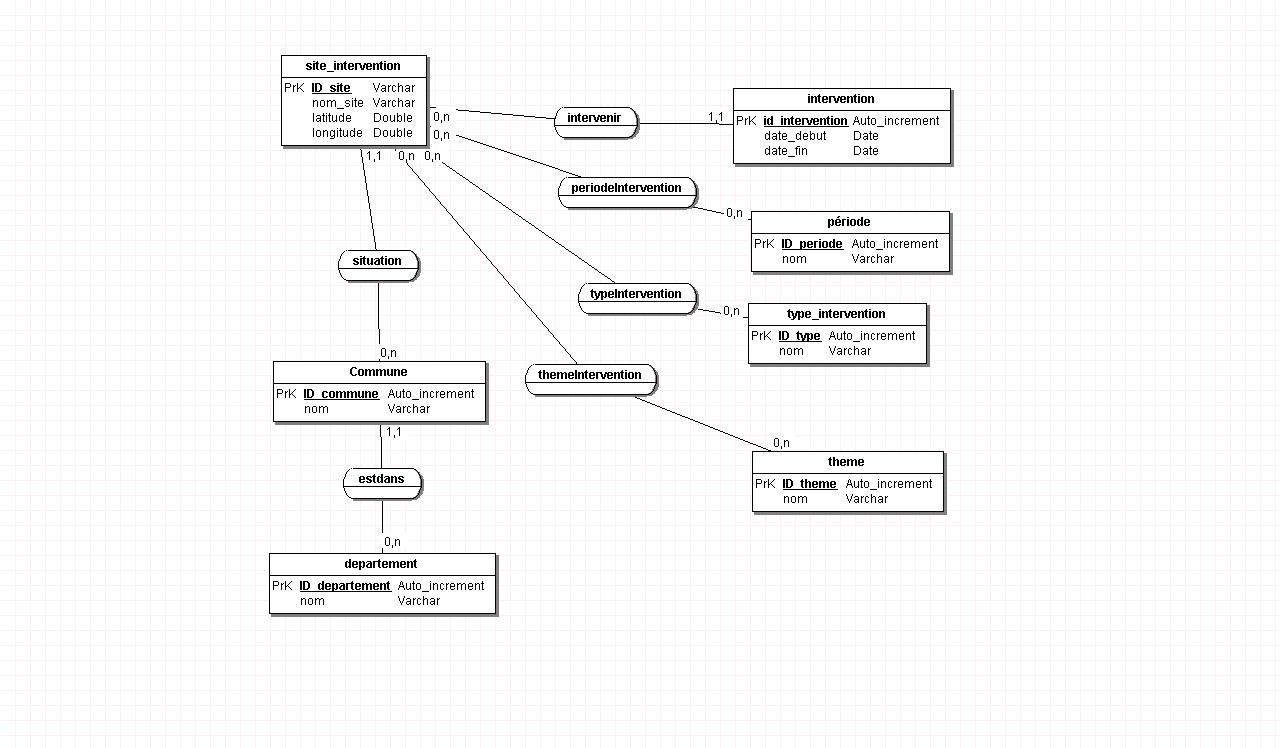 site_intervention
PrK ID_site Varchar
nom_site Varchar
latitude Double
longitude Double
0,n
intervenir
1,1
intervention
PrK id_intervention Auto_increment
date_debut Date
date_fin Date
0,n
periodeIntervention
0,n
période
PrK ID_periode Auto_increment
nom Varchar
1,1
0,n
0,n
situation
typeIntervention
0,n
type_intervention
PrK ID_type Auto_increment
nom Varchar
0,n
Commune
PrK ID_commune Auto_increment
nom Varchar
themeIntervention
0,n
theme
PrK ID_theme Auto_increment
nom Varchar
1,1
estdans
0,n
departement
PrK ID_departement Auto_increment
nom Varchar